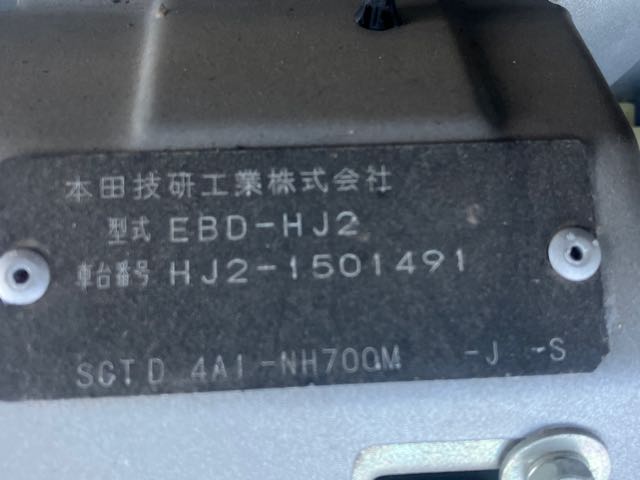 本田技研工業株式会社
型式 EBD-HJ2
車台番号 HJ2-1501491
SGTD 4AI -NH700M -J -S